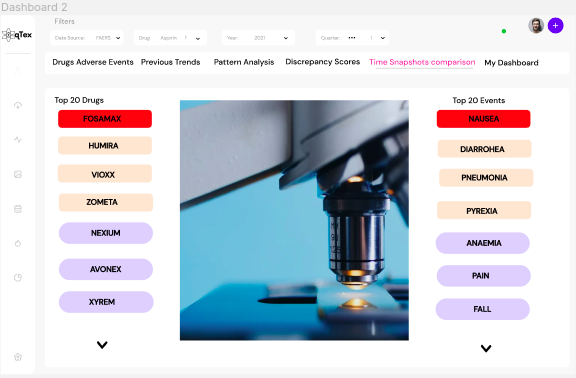 Dashboard 2
Filters
Data Source: FAERS
Drug:
Year: 2021
Quarter: •••
qTex
Drugs Adverse Events
Previous Trends
Pattern Analysis
Discrepancy Scores
Time Snapshots comparison
My Dashboard
Top 20 Drugs
FOSAMAX
HUMIRA
VIOXX
ZOMETA
NEXIUM
AVONEX
XYREM
Top 20 Events
NAUSEA
DIARROHEA
PNEUMONIA
PYREXIA
ANAEMIA
PAIN
FALL